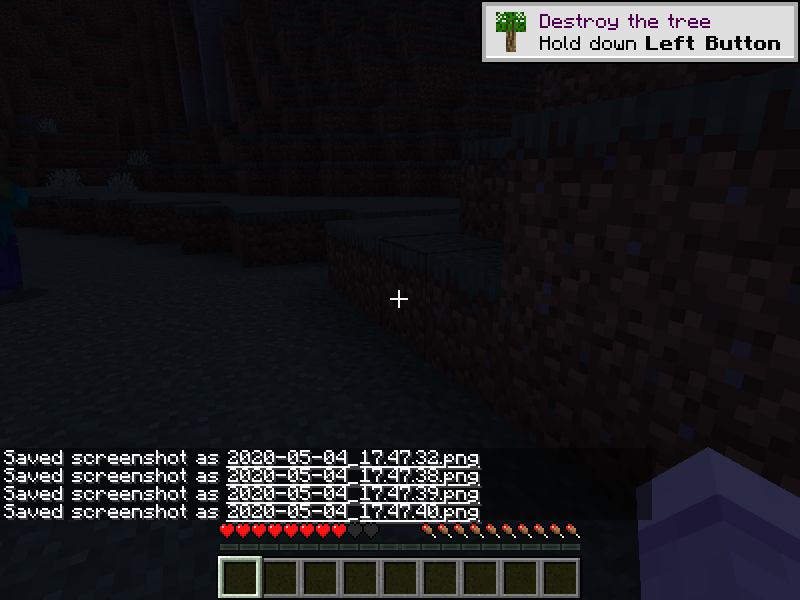 Destroy the tree
Hold down Left Button
Saved screenshot as 2020-05-04_17.47.32.png
Saved screenshot as 2020-05-04_17.47.38.png
Saved screenshot as 2020-05-04_17.47.39.png
Saved screenshot as 2020-05-04_17.47.40.png